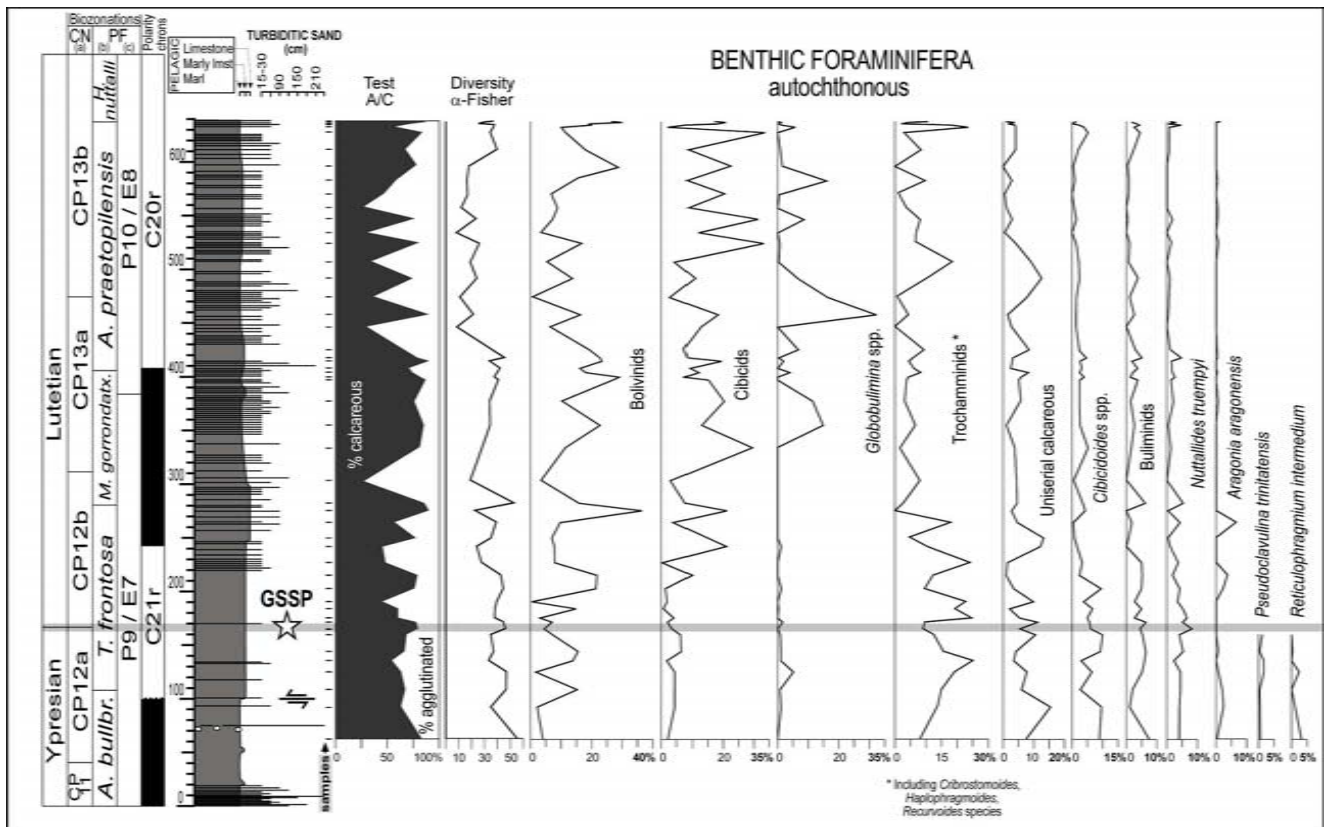 Biozonations
CN
PF
(a)
(b)
(c)
Polarity
chrons
PELAGIC
Limestone
Marly lmst
Marl
TURBIDITIC SAND
(cm)
15-30
90
150
210
BENTHIC FORAMINIFERA
autochthonous
Test
A/C
Diversity
α-Fisher
Lutetian
Ypresian
CP13b
CP13a
CP12b
CP12a
CP
11
H.
nuttalli
A. praetopilensis
M. gorrondatx.
T. frontosa
A. bullbr.
P10 / E8
P9 / E7
C20r
C21r
600
500
400
300
200
100
0
GSSP
samples
% calcareous
% agglutinated
Bolivinids
Cibicids
Globobulimina spp.
Trochamminids *
Uniserial calcareous
Cibicidoides spp.
Buliminids
Nuttallides truempyi
Aragonia aragonensis
Pseudoclavulina trinitatensis
Reticulophragmium intermedium
0 50 100%
10 30 50
0 20 40%
0 20 35%
0 35%
0 15 30%
0 10 20%
0 15%
0 10%
0 10%
0 10%
0 5%
0 5%
* Including Cribrostomoides,
Haplophragmoides,
Recurvoides species